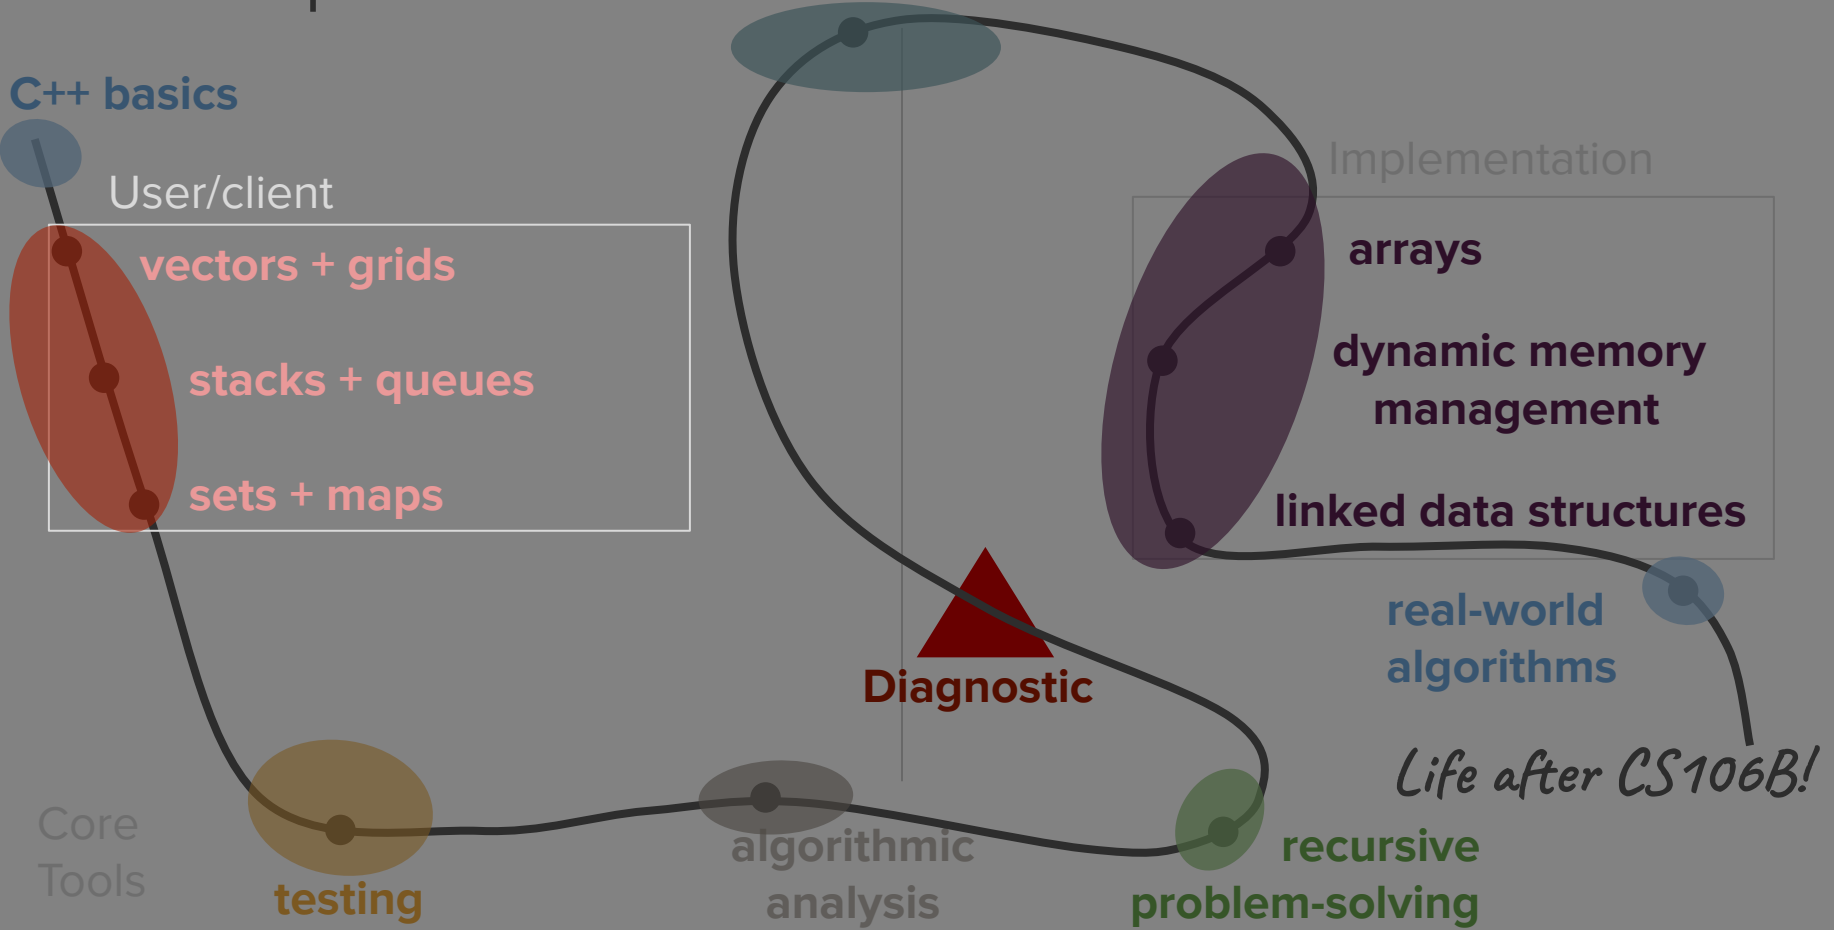 C++ basics
User/client
vectors + grids
stacks + queues
sets + maps
Implementation
arrays
dynamic memory
management
linked data structures
real-world
algorithms
Diagnostic
Life after CS106B!
Core
Tools
testing
algorithmic
analysis
recursive
problem-solving